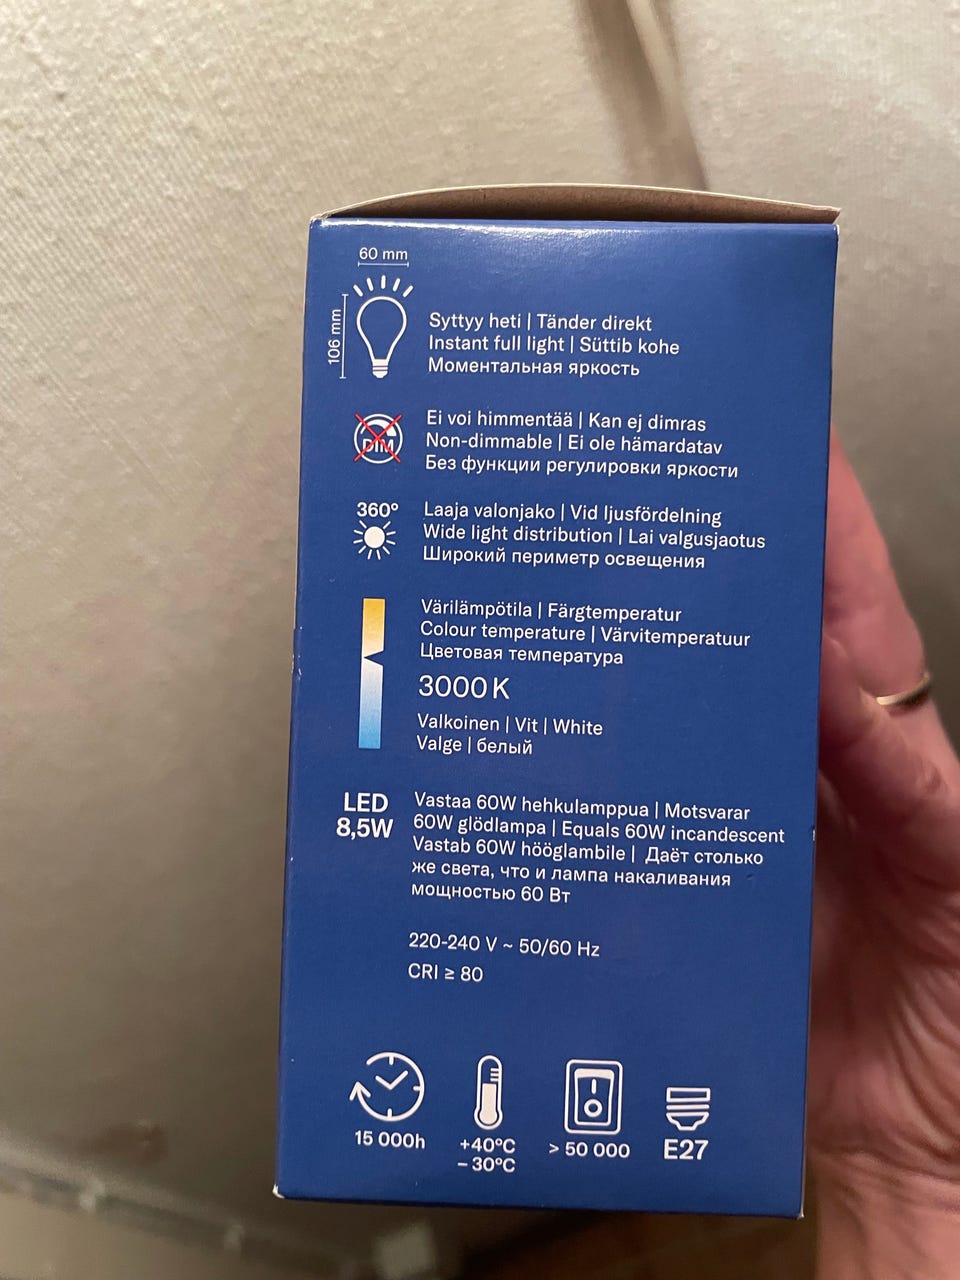 60 mm
106 mm
Syttyy heti | Tänder direkt
Instant full light | Süttib kohe
Моментальная яркость
DIM
Ei voi himmentää | Kan ej dimras
Non-dimmable | Ei ole hämardatav
Без функции регулировки яркости
360°
Laaja valonjako | Vid ljusfördelning
Wide light distribution | Lai valgusjaotus
Широкий периметр освещения
Värilämpötila | Färgtemperatur
Colour temperature | Värvitemperatuur
Цветовая температура
3000 K
Valkoinen | Vit | White
Valge | белый
LED
8,5W
Vastaa 60W hehkulamppua | Motsvarar
60W glödlampa | Equals 60W incandescent
Vastab 60W hööglambile | Даёт столько
же света, что и лампа накаливания
мощностью 60 Вт
220-240 V ~ 50/60 Hz
CRI ≥ 80
15 000h
+40°C
–30°C
> 50 000
E27